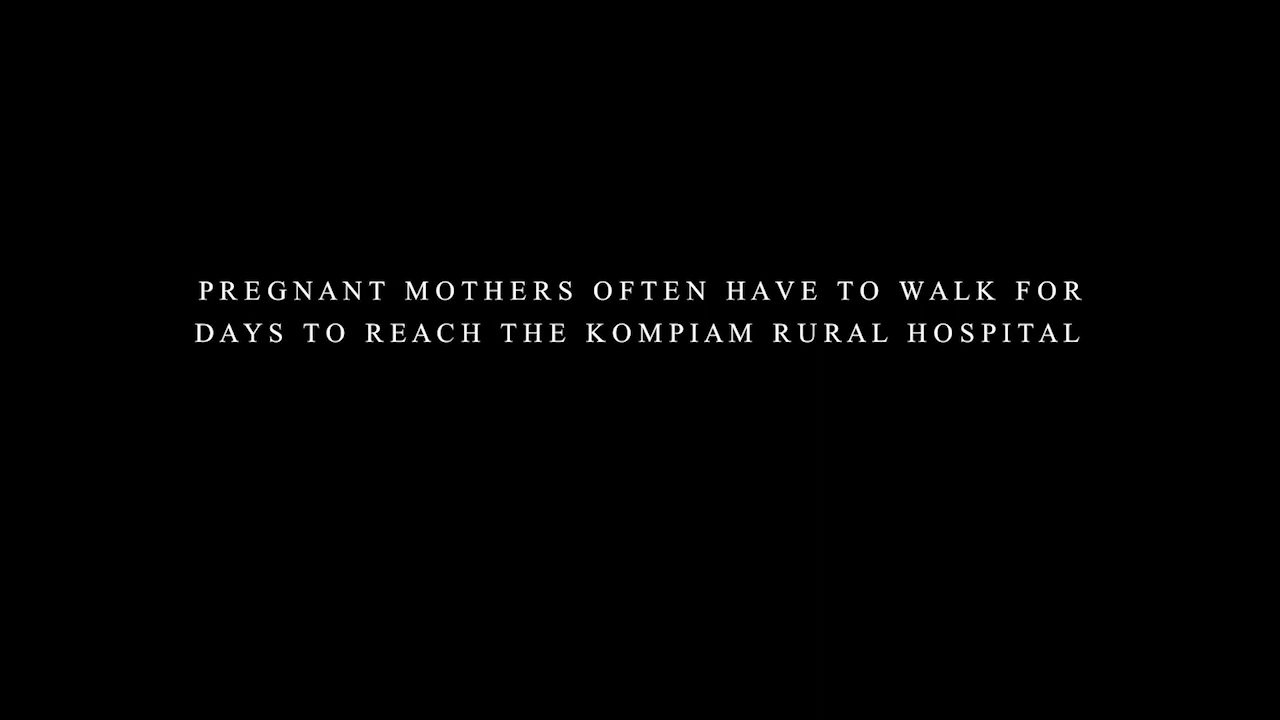 PREGNANT MOTHERS OFTEN HAVE TO WALK FOR
DAYS TO REACH THE KOMPIAM RURAL HOSPITAL